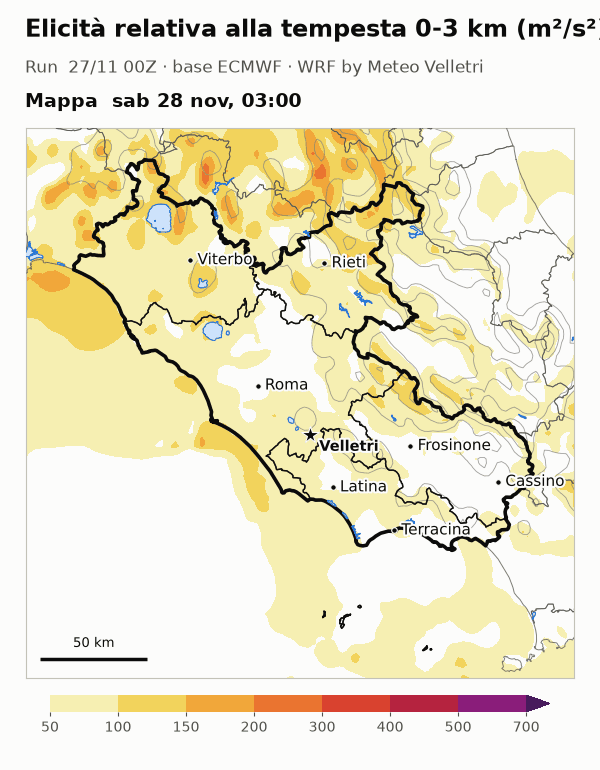 Elicità relativa alla tempesta 0-3 km (m²/s²)
Run 27/11 00Z · base ECMWF · WRF by Meteo Velletri
Mappa sab 28 nov, 03:00
Viterbo
Rieti
Roma
Velletri
Frosinone
Latina
Cassino
Terracina
50 km
50 100 150 200 300 400 500 700